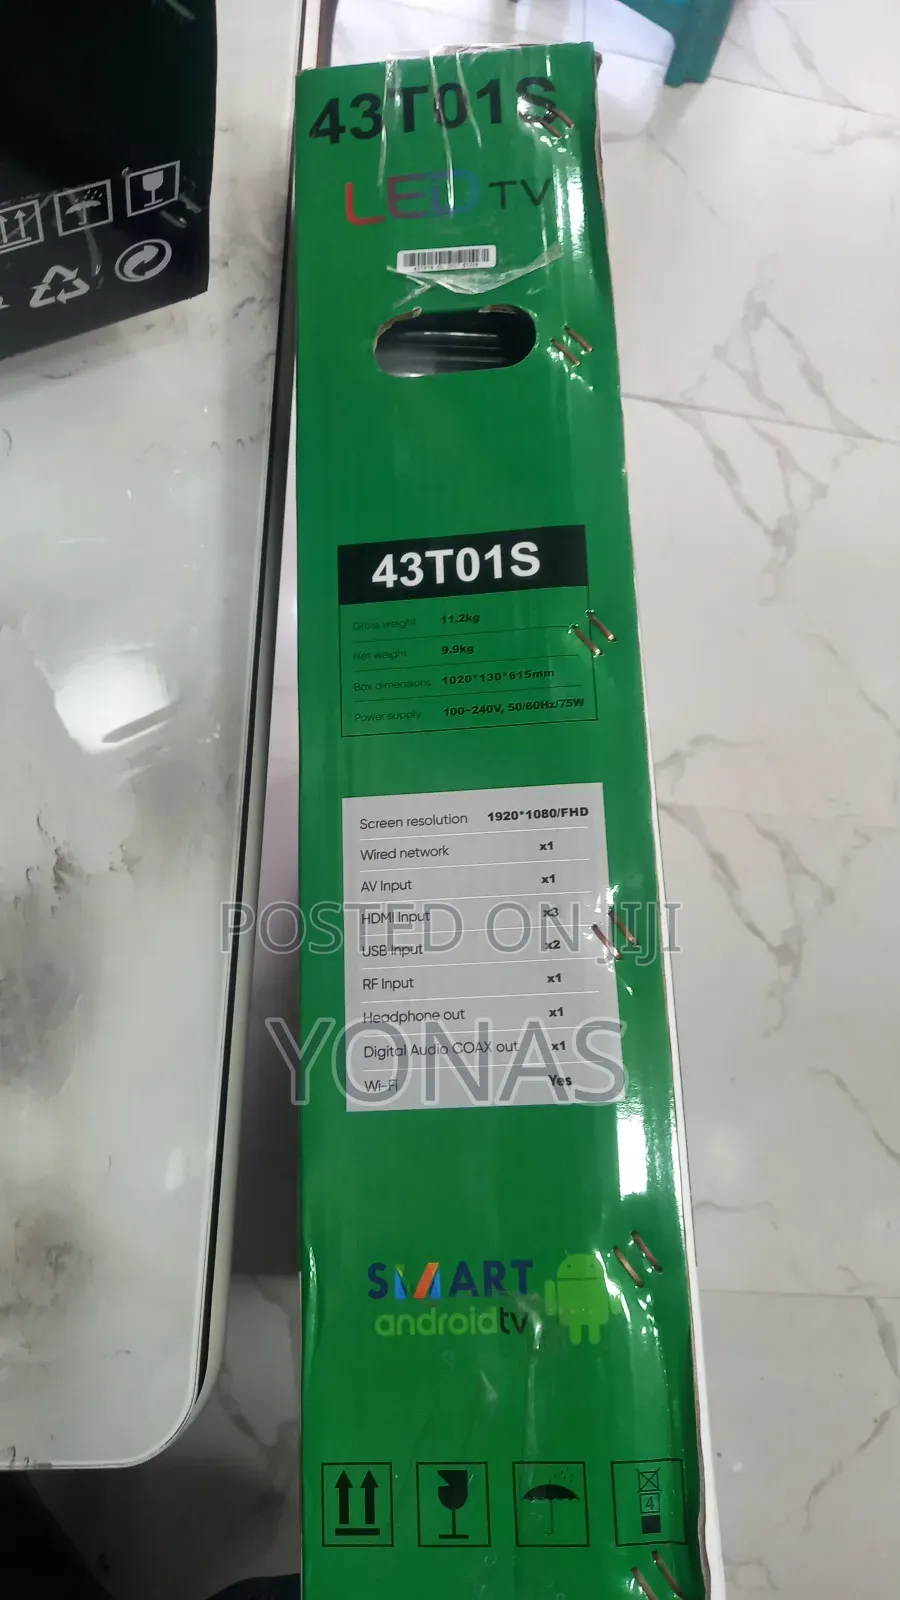 43T01S
LED TV
43T01S
Gross weight 11.2kg
Net weight 9.9kg
Box dimensions 1020*130*615mm
Power supply 100~240V, 50/60Hz/75W
Screen resolution 1920*1080/FHD
Wired network x1
AV Input x1
HDMI Input x3
USB Input x2
RF Input x1
Headphone out x1
Digital Audio COAX out x1
Wi-Fi Yes
POSTED ON JIJI
YONAS
SMART
androidtv
4